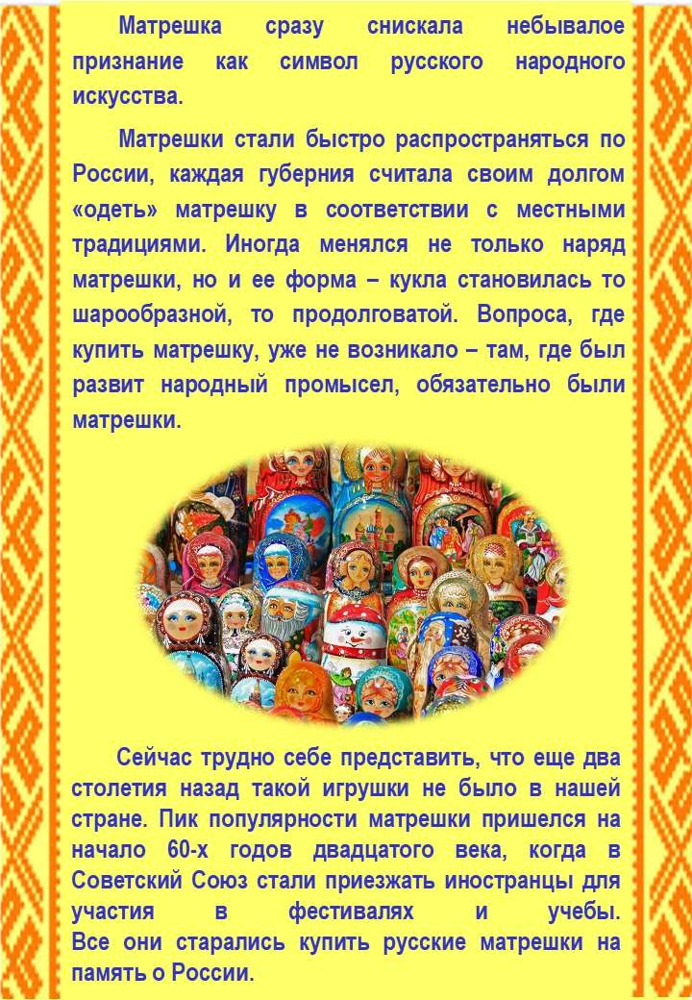 Матрешка сразу снискала небывалое
признание как символ русского народного
искусства.
Матрешки стали быстро распространяться по
России, каждая губерния считала своим долгом
«одеть» матрешку в соответствии с местными
традициями. Иногда менялся не только наряд
матрешки, но и ее форма – кукла становилась то
шарообразной, то продолговатой. Вопроса, где
купить матрешку, уже не возникало – там, где был
развит народный промысел, обязательно были
матрешки.
Сейчас трудно себе представить, что еще два
столетия назад такой игрушки не было в нашей
стране. Пик популярности матрешки пришелся на
начало 60-х годов двадцатого века, когда в
Советский Союз стали приезжать иностранцы для
участия в фестивалях и учебы.
Все они старались купить русские матрешки на
память о России.